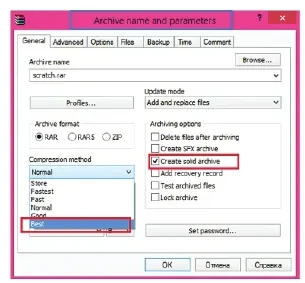 Archive name and parameters
?
General Advanced Options Files Backup Time Comment
Archive name
Browse...
scratch.rar
Update mode
Profiles...
Add and replace files
Archive format
RAR RAR5 ZIP
Archiving options
Delete files after archiving
Create SFX archive
Create solid archive
Add recovery record
Test archived files
Lock archive
Compression method
Normal
Store
Fastest
Fast
Normal
Good
Best
Set password...
OK Отмена Справка